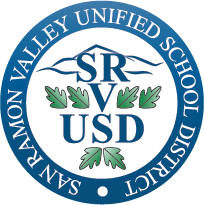 SAN RAMON VALLEY UNIFIED SCHOOL DISTRICT
SR
V
USD